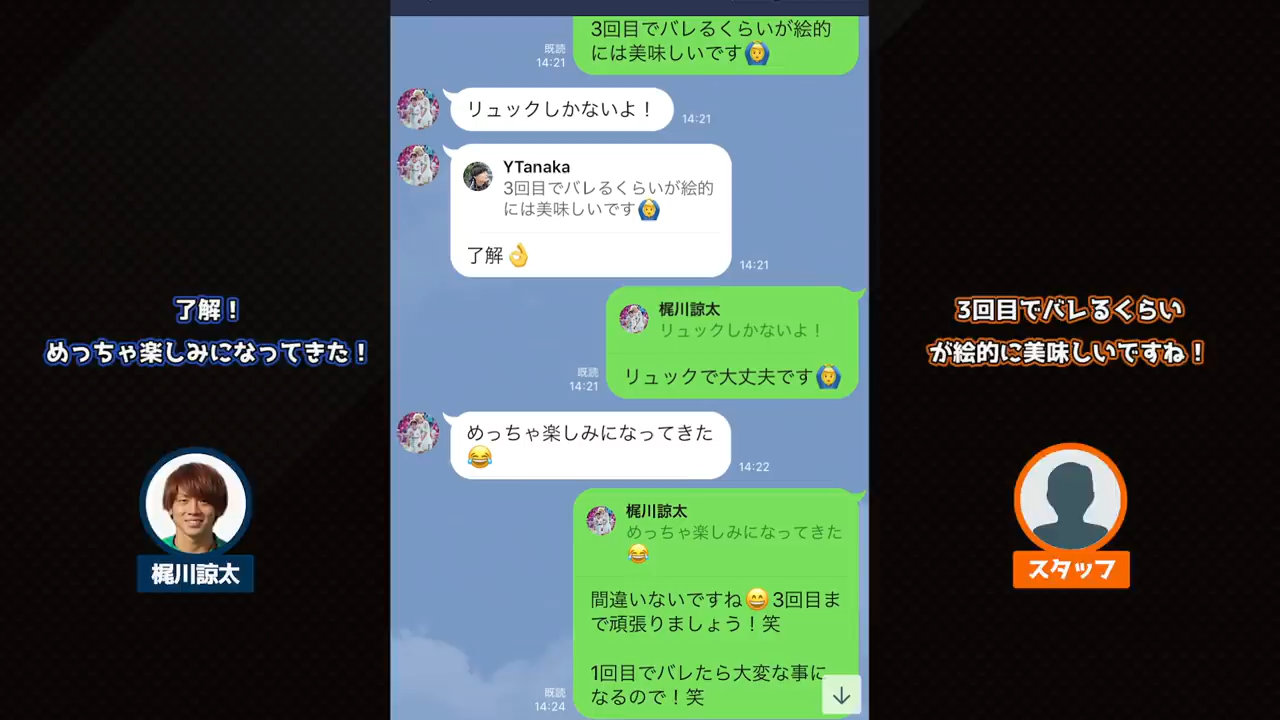 3回目でバレるくらいが絵的
には美味しいです🙆‍♂️
既読
14:21
リュックしかないよ！
14:21
YTanaka
3回目でバレるくらいが絵的
には美味しいです🙆‍♂️
了解👌
14:21
梶川諒太
リュックしかないよ！
リュックで大丈夫です🙆‍♂️
既読
14:21
めっちゃ楽しみになってきた
😂
14:22
梶川諒太
めっちゃ楽しみになってきた
😂
間違いないですね😄3回目ま
で頑張りましょう！笑
1回目でバレたら大変な事に
なるので！笑
既読
14:24
了解！
めっちゃ楽しみになってきた！
梶川諒太
3回目でバレるくらい
が絵的に美味しいですね！
スタッフ